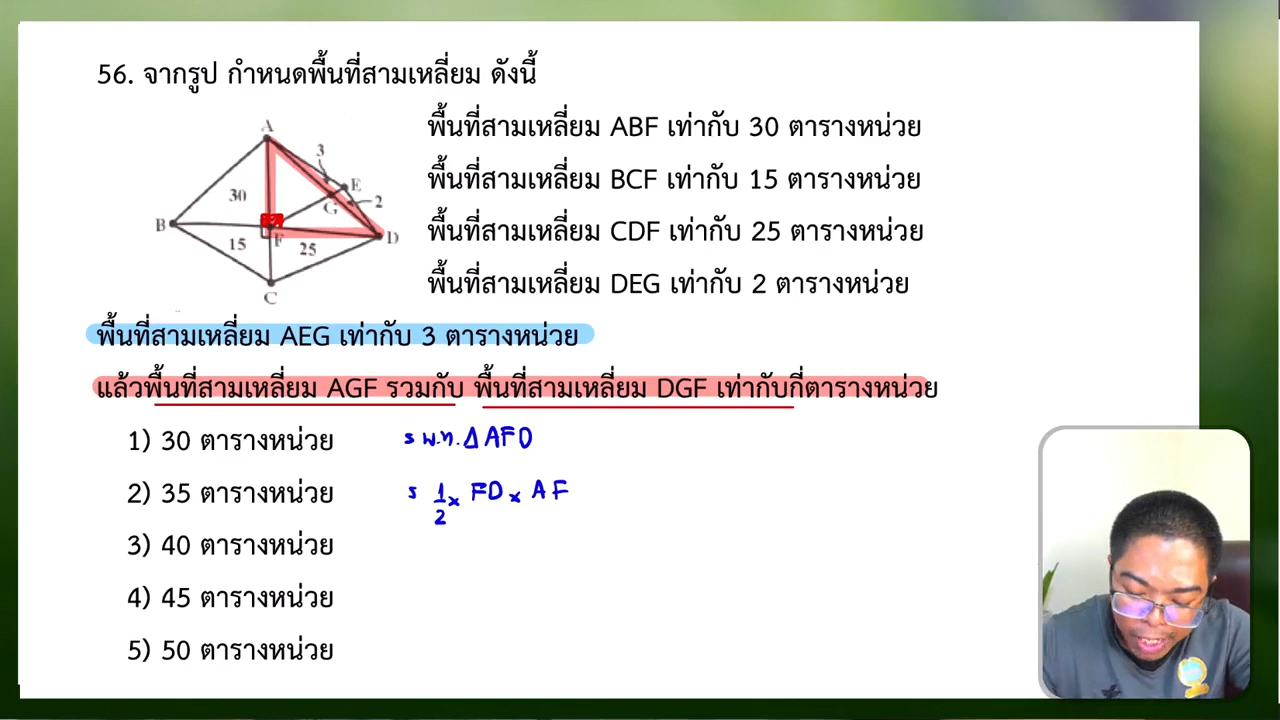 56. จากรูป กำหนดพื้นที่สามเหลี่ยม ดังนี้
พื้นที่สามเหลี่ยม ABF เท่ากับ 30 ตารางหน่วย
พื้นที่สามเหลี่ยม BCF เท่ากับ 15 ตารางหน่วย
พื้นที่สามเหลี่ยม CDF เท่ากับ 25 ตารางหน่วย
พื้นที่สามเหลี่ยม DEG เท่ากับ 2 ตารางหน่วย
A
3
E
30
G
2
B
F
D
15
25
C
พื้นที่สามเหลี่ยม AEG เท่ากับ 3 ตารางหน่วย
แล้วพื้นที่สามเหลี่ยม AGF รวมกับ พื้นที่สามเหลี่ยม DGF เท่ากับกี่ตารางหน่วย
1) 30 ตารางหน่วย
= พ.ท. Δ AFD
2) 35 ตารางหน่วย
= 1/2 × FD × AF
3) 40 ตารางหน่วย
4) 45 ตารางหน่วย
5) 50 ตารางหน่วย